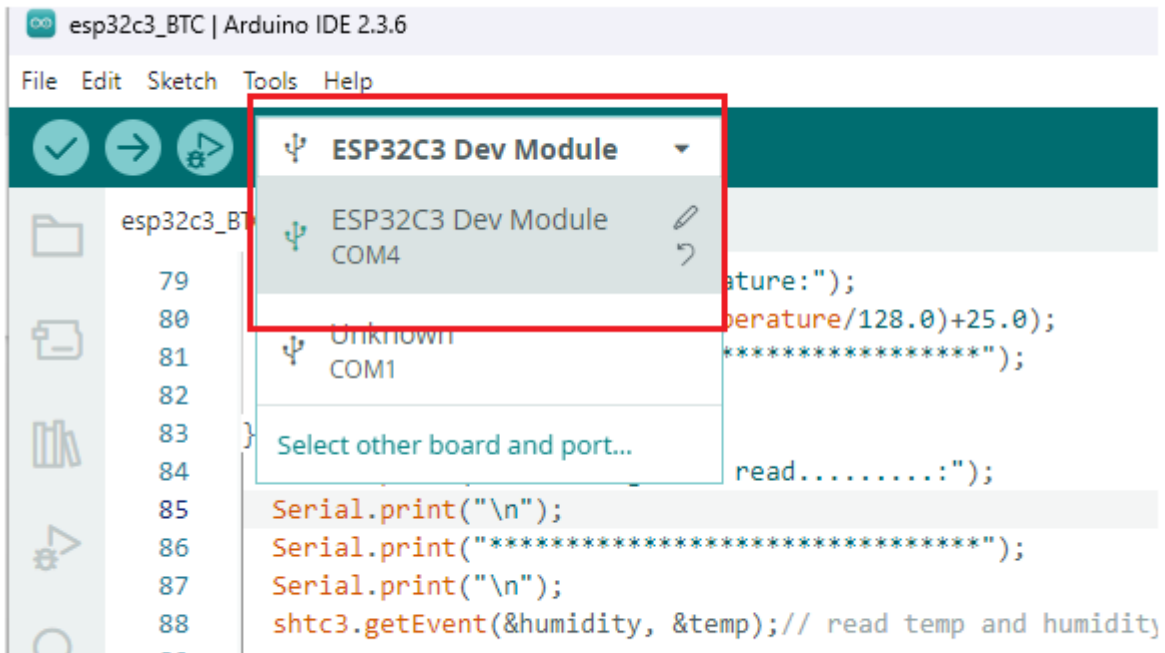 esp32c3_BTC | Arduino IDE 2.3.6
File Edit Sketch Tools Help
ESP32C3 Dev Module
ESP32C3 Dev Module
COM4
Unknown
COM1
Select other board and port...
esp32c3_BT
79 ature:");
80 perature/128.0)+25.0);
81 *****************");
82
83 }
84 read.........:");
85 Serial.print("\n");
86 Serial.print("********************************");
87 Serial.print("\n");
88 shtc3.getEvent(&humidity, &temp);// read temp and humidity